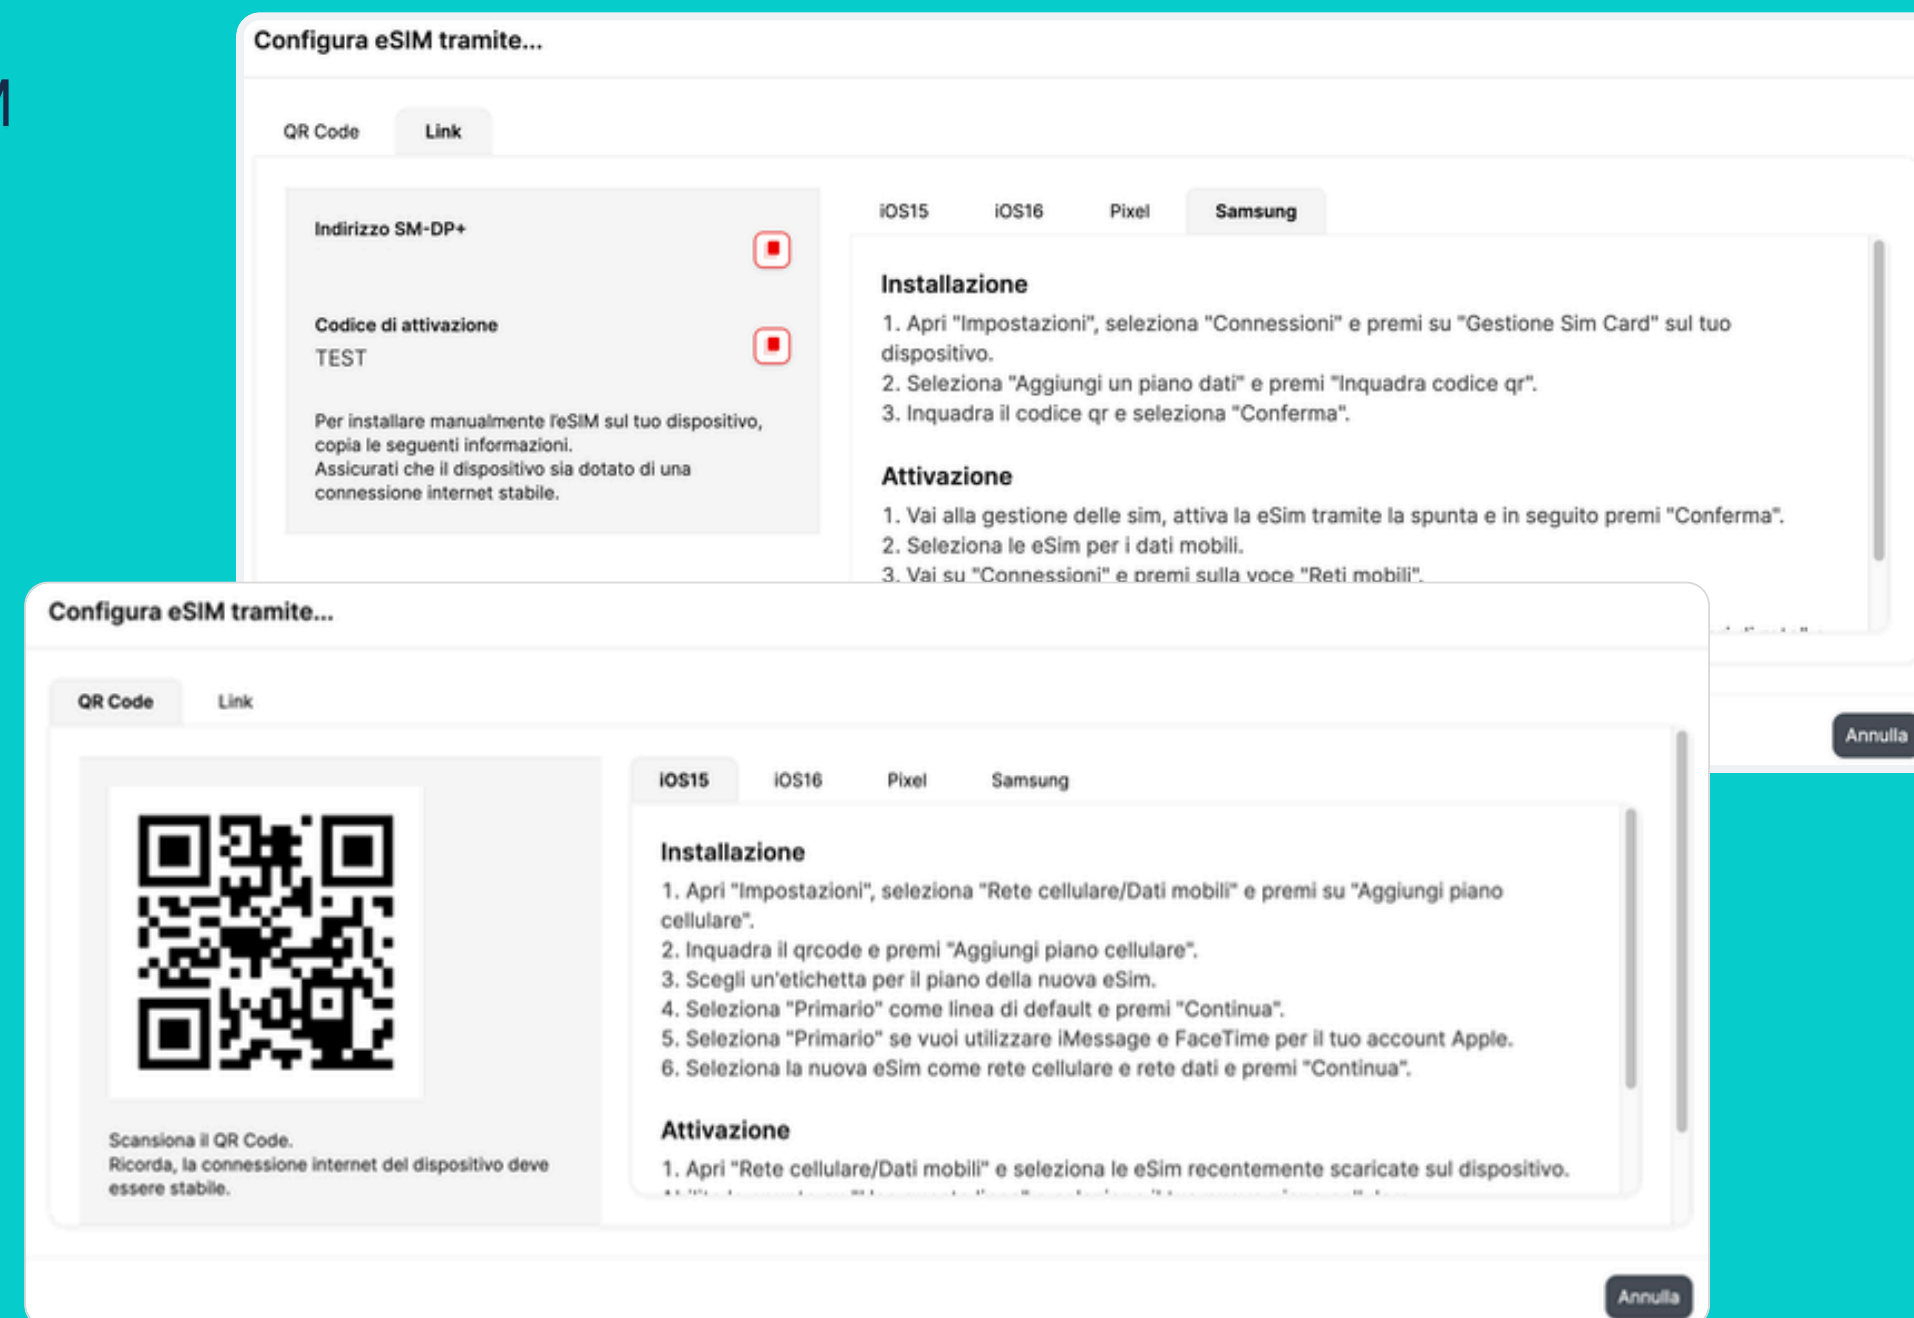 M
Configura eSIM tramite...
QR Code
Link
Indirizzo SM-DP+
Codice di attivazione
TEST
Per installare manualmente l'eSIM sul tuo dispositivo,
copia le seguenti informazioni.
Assicurati che il dispositivo sia dotato di una
connessione internet stabile.
iOS15
iOS16
Pixel
Samsung
Installazione
1. Apri "Impostazioni", seleziona "Connessioni" e premi su "Gestione Sim Card" sul tuo
dispositivo.
2. Seleziona "Aggiungi un piano dati" e premi "Inquadra codice qr".
3. Inquadra il codice qr e seleziona "Conferma".
Attivazione
1. Vai alla gestione delle sim, attiva la eSim tramite la spunta e in seguito premi "Conferma".
2. Seleziona le eSim per i dati mobili.
3. Vai su "Connessioni" e premi sulla voce "Reti mobili".
Annulla
Configura eSIM tramite...
QR Code
Link
Scansiona il QR Code.
Ricorda, la connessione internet del dispositivo deve
essere stabile.
iOS15
iOS16
Pixel
Samsung
Installazione
1. Apri "Impostazioni", seleziona "Rete cellulare/Dati mobili" e premi su "Aggiungi piano
cellulare".
2. Inquadra il qrcode e premi "Aggiungi piano cellulare".
3. Scegli un'etichetta per il piano della nuova eSim.
4. Seleziona "Primario" come linea di default e premi "Continua".
5. Seleziona "Primario" se vuoi utilizzare iMessage e FaceTime per il tuo account Apple.
6. Seleziona la nuova eSim come rete cellulare e rete dati e premi "Continua".
Attivazione
1. Apri "Rete cellulare/Dati mobili" e seleziona le eSim recentemente scaricate sul dispositivo.
Annulla